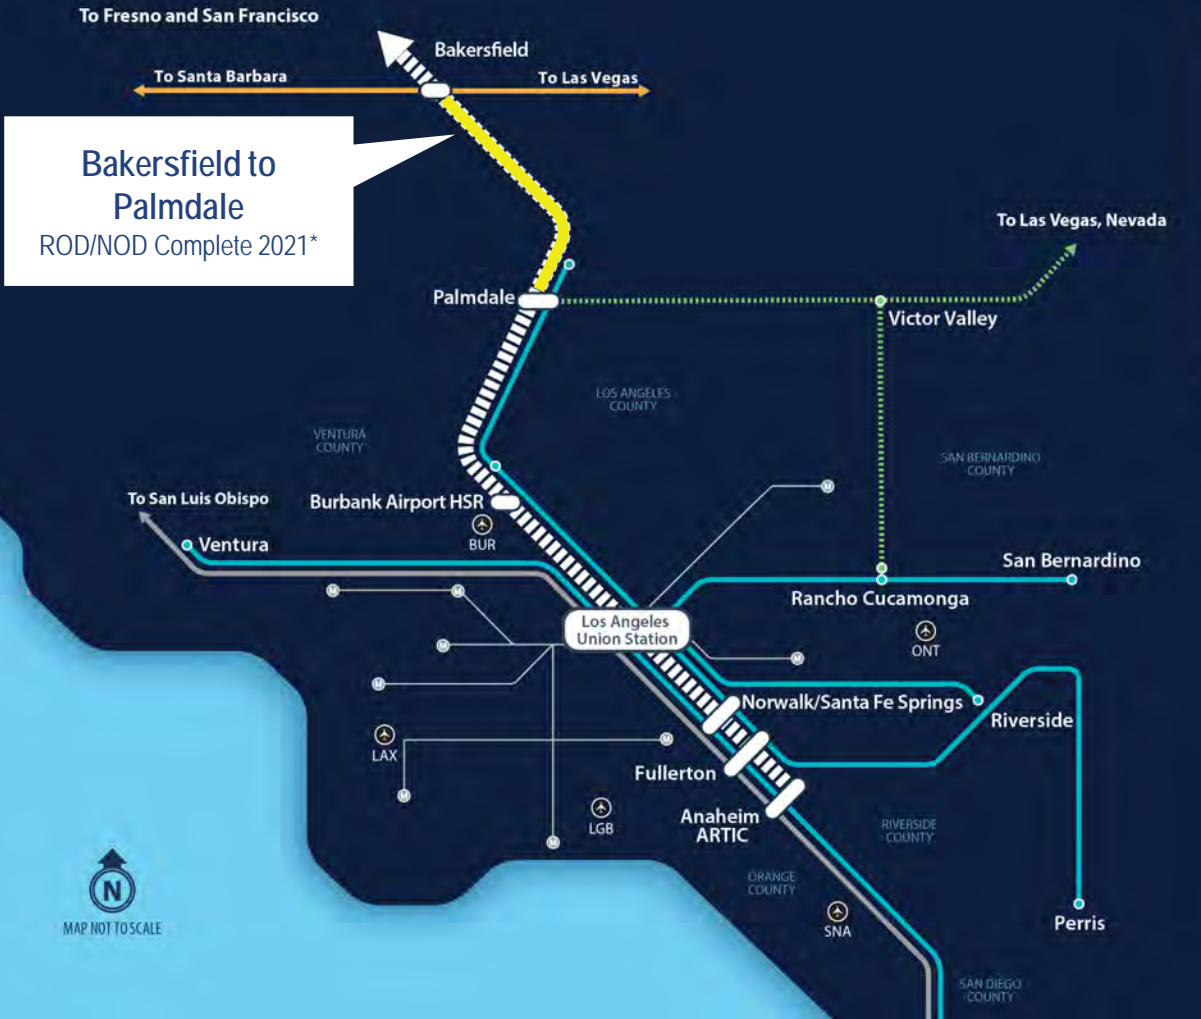 To Fresno and San Francisco
Bakersfield
To Santa Barbara
To Las Vegas
Bakersfield to
Palmdale
ROD/NOD Complete 2021*
To Las Vegas, Nevada
Palmdale
Victor Valley
LOS ANGELES
COUNTY
VENTURA
COUNTY
SAN BERNARDINO
COUNTY
To San Luis Obispo
Burbank Airport HSR
M
BUR
Ventura
San Bernardino
M
M
Rancho Cucamonga
Los Angeles
Union Station
ONT
M
M
M
Norwalk/Santa Fe Springs
Riverside
LAX
M
Fullerton
M
Anaheim
ARTIC
LGB
RIVERSIDE
COUNTY
M
ORANGE
COUNTY
N
MAP NOT TO SCALE
SNA
Perris
SAN DIEGO
COUNTY